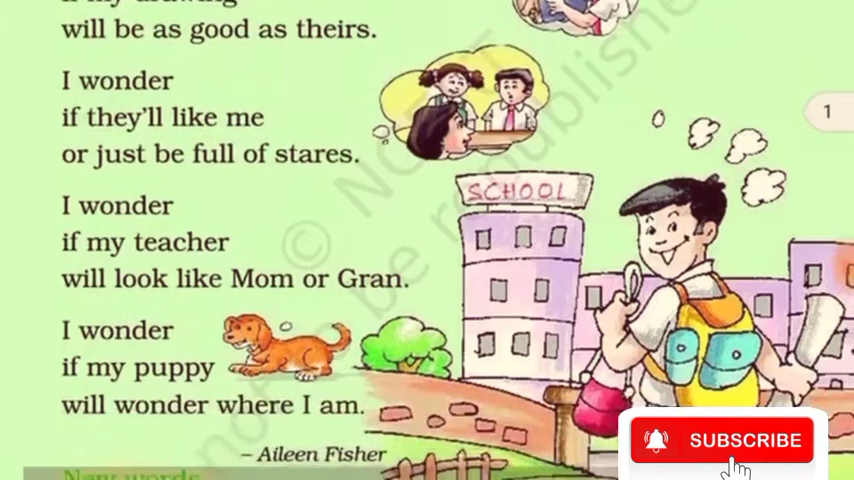 will be as good as theirs.
I wonder
if they'll like me
or just be full of stares.
1
SCHOOL
I wonder
if my teacher
will look like Mom or Gran.
I wonder
if my puppy
will wonder where I am.
– Aileen Fisher
SUBSCRIBE
New words